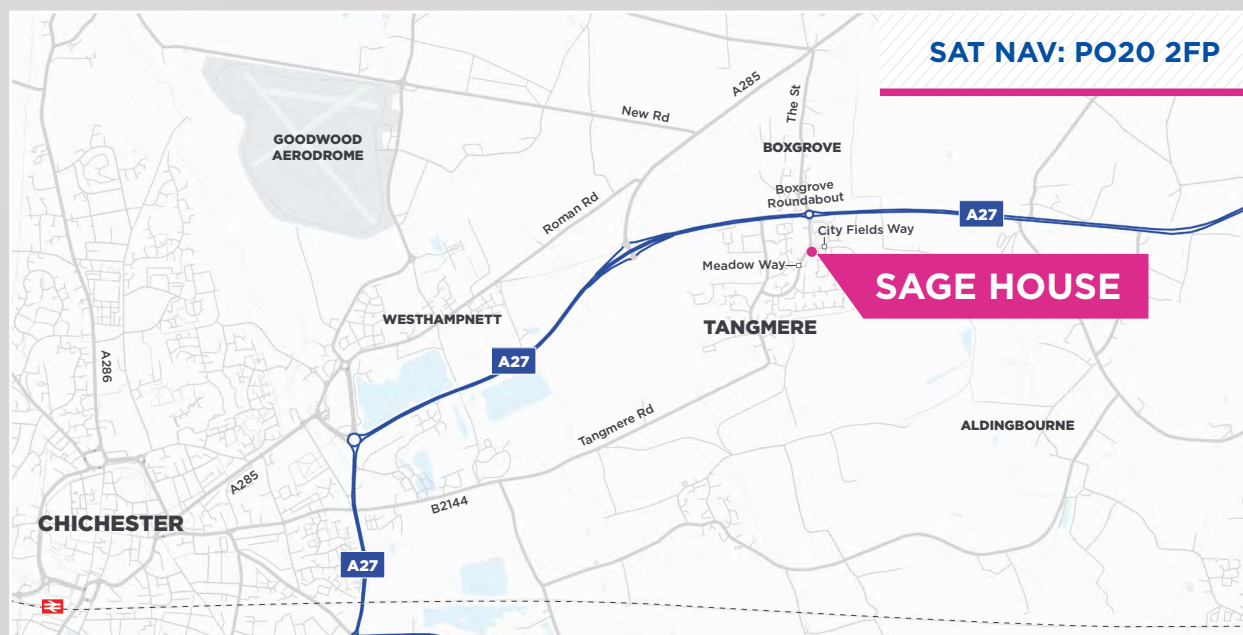 SAT NAV: PO20 2FP
A285
The St
New Rd
GOODWOOD
AERODROME
BOXGROVE
Boxgrove
Roundabout
Roman Rd
A27
City Fields Way
Meadow Way
SAGE HOUSE
WESTHAMPNETT
TANGMERE
A286
A27
Tangmere Rd
ALDINGBOURNE
A285
B2144
CHICHESTER
A27